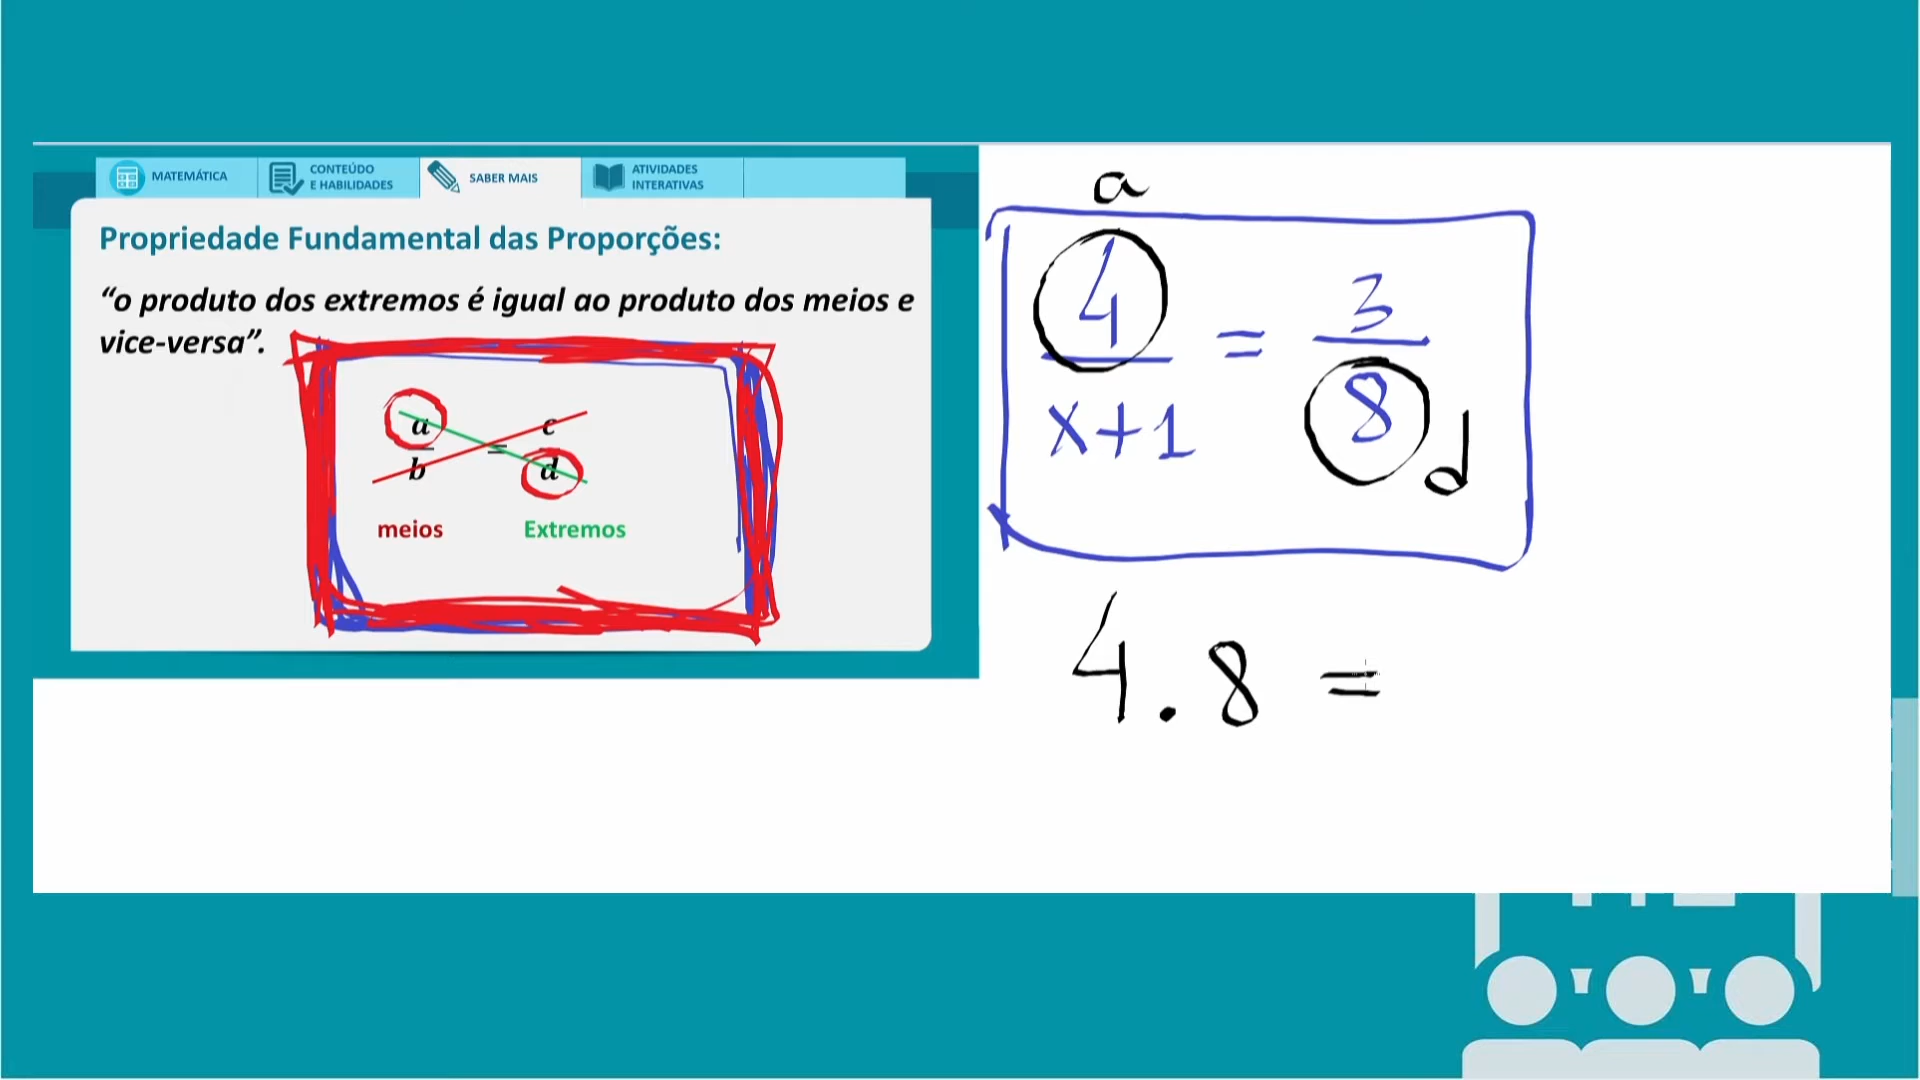 MATEMÁTICA
CONTEÚDO
E HABILIDADES
SABER MAIS
ATIVIDADES
INTERATIVAS
Propriedade Fundamental das Proporções:
“o produto dos extremos é igual ao produto dos meios e
vice-versa”.
a c
=
b d
meios Extremos
a
4 3
=
x+1 8 d
4 . 8 =